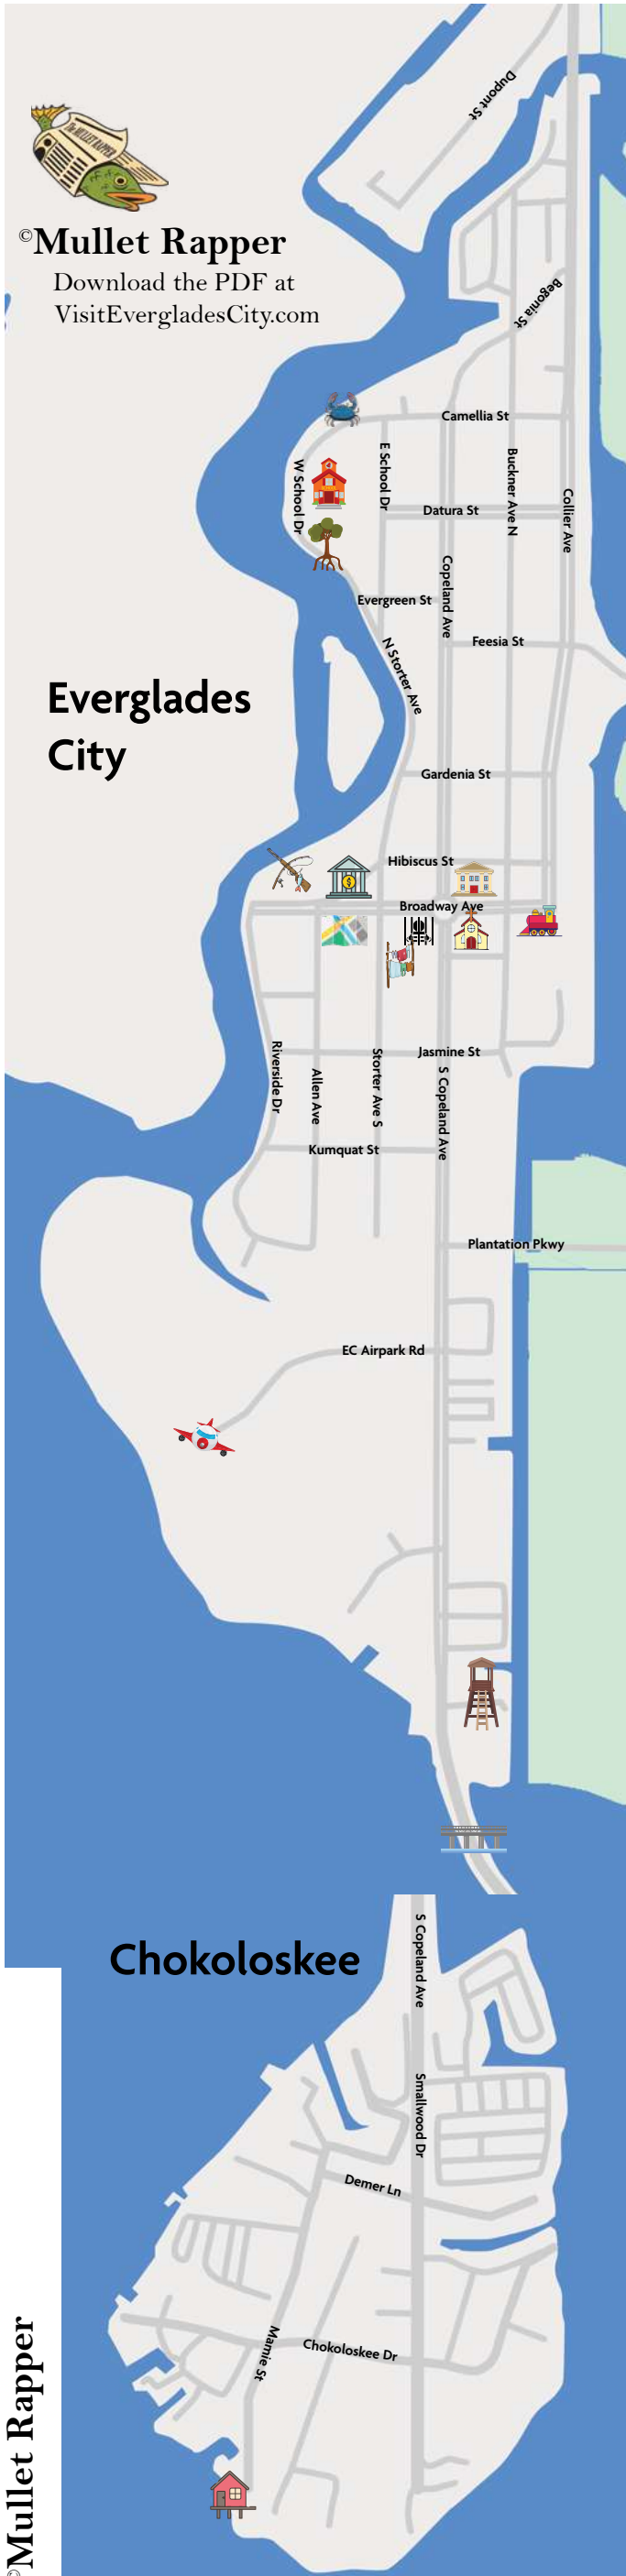 Dupont St
The MULLET RAPPER
©Mullet Rapper
Download the PDF at
VisitEvergladesCity.com
Begonia St
Camellia St
W School Dr
E School Dr
Buckner Ave N
Collier Ave
Datura St
Copeland Ave
Evergreen St
Feesia St
N Storter Ave
Everglades
City
Gardenia St
Hibiscus St
Broadway Ave
Riverside Dr
Allen Ave
Storter Ave S
Jasmine St
S Copeland Ave
Kumquat St
Plantation Pkwy
EC Airpark Rd
Chokoloskee
S Copeland Ave
Smallwood Dr
Demer Ln
Mamie St
Chokoloskee Dr
©Mullet Rapper